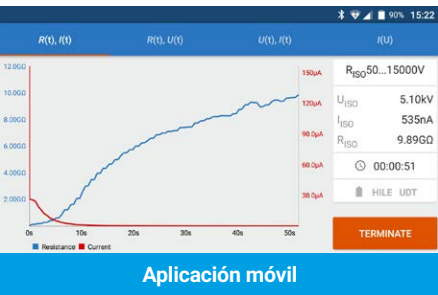 90% 15:22
R(t), I(t) R(t), U(t) U(t), I(t) I(U)
12.0GΩ
10.00GΩ
8.00GΩ
6.00GΩ
4.00GΩ
2.00GΩ
150µA
120µA
90.0µA
60.0µA
30.0µA
0s 10s 20s 30s 40s 50s
Resistance Current
RISO50...15000V
UISO 5.10kV
IISO 535nA
RISO 9.89GΩ
00:00:51
HILE UDT
TERMINATE
Aplicación móvil